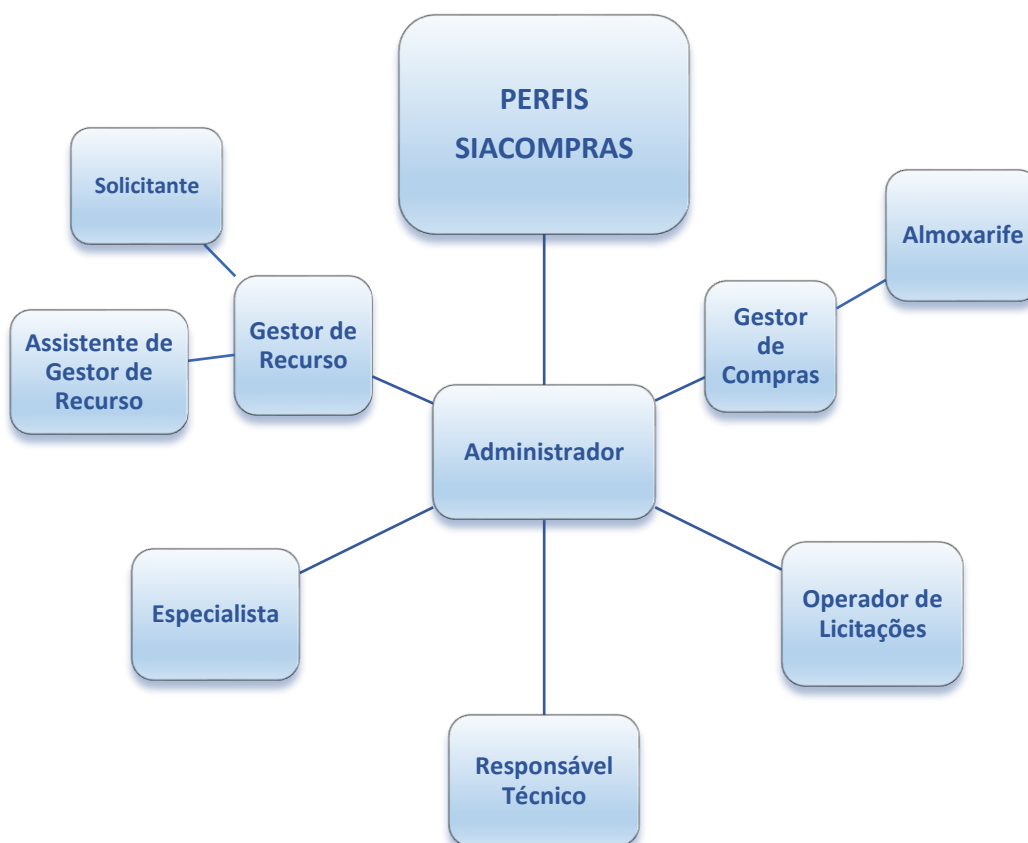 PERFIS
SIACOMPRAS
Solicitante
Almoxarife
Assistente de
Gestor de
Recurso
Gestor de
Recurso
Gestor
de
Compras
Administrador
Especialista
Operador de
Licitações
Responsável
Técnico